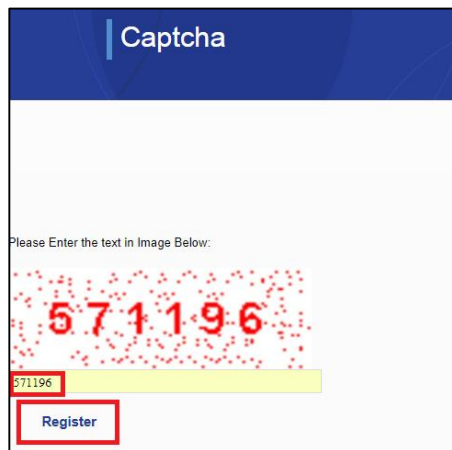 Captcha
Please Enter the text in Image Below:
571196
571196
Register